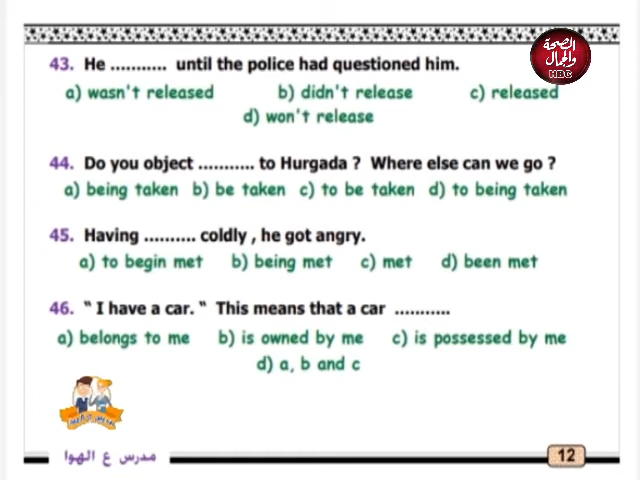 الصحة
والجمال
HBC
43. He ........... until the police had questioned him.
a) wasn't released b) didn't release c) released
d) won't release
44. Do you object ........... to Hurgada ? Where else can we go ?
a) being taken b) be taken c) to be taken d) to being taken
45. Having .......... coldly , he got angry.
a) to begin met b) being met c) met d) been met
46. " I have a car. " This means that a car ...........
a) belongs to me b) is owned by me c) is possessed by me
d) a, b and c
مدرس ع الهوا
12